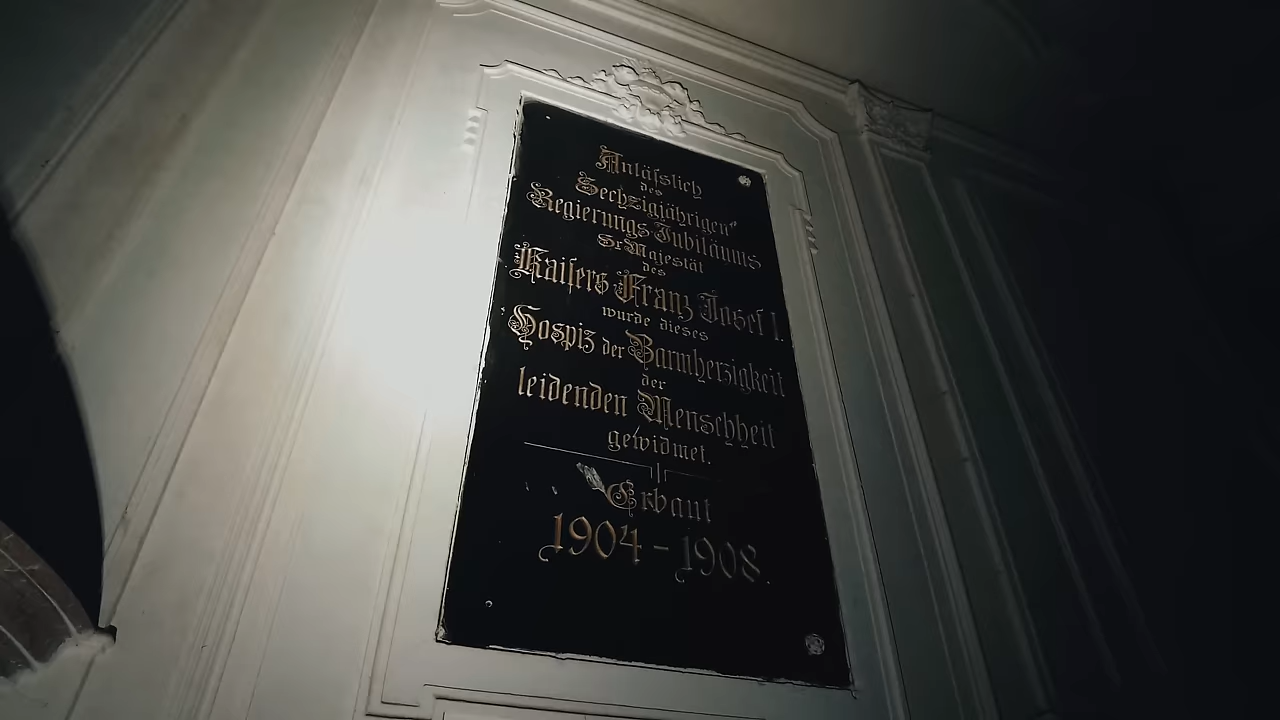 Anlässlich
des
Sechzigjährigen
Regierungs-Jubiläums
Sr Majestät
des
Kaisers Franz Josef I.
wurde dieses
Hospiz der Barmherzigkeit
der
leidenden Menschheit
gewidmet.
Erbaut
1904-1908.